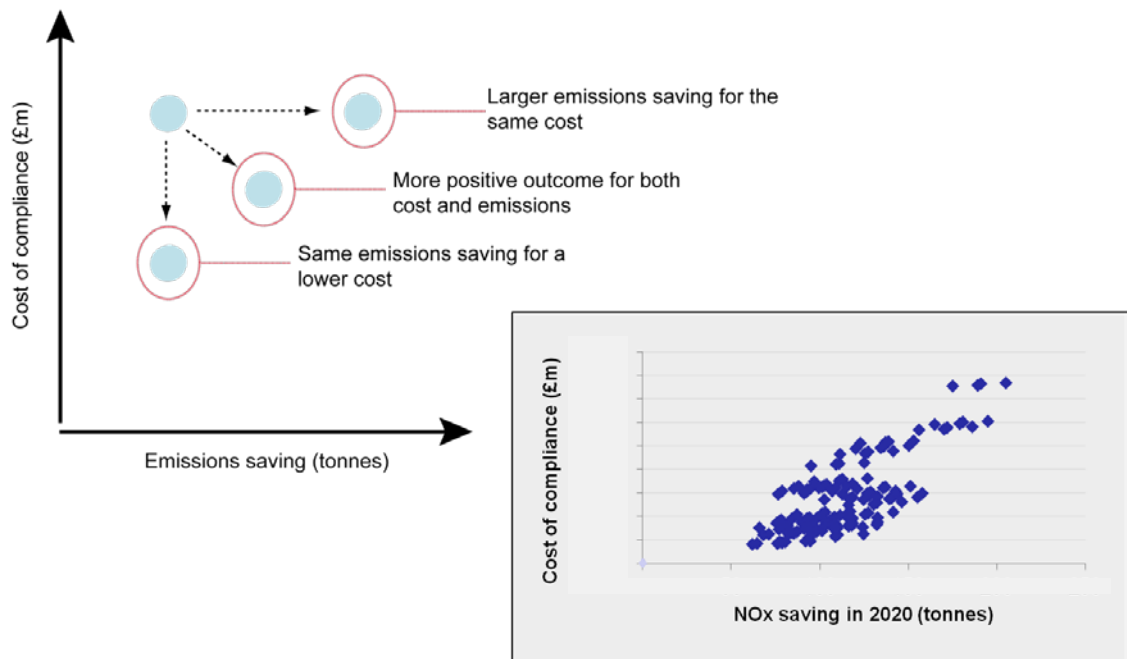 Cost of compliance (£m)
Larger emissions saving for the
same cost
More positive outcome for both
cost and emissions
Same emissions saving for a
lower cost
Emissions saving (tonnes)
Cost of compliance (£m)
NOx saving in 2020 (tonnes)